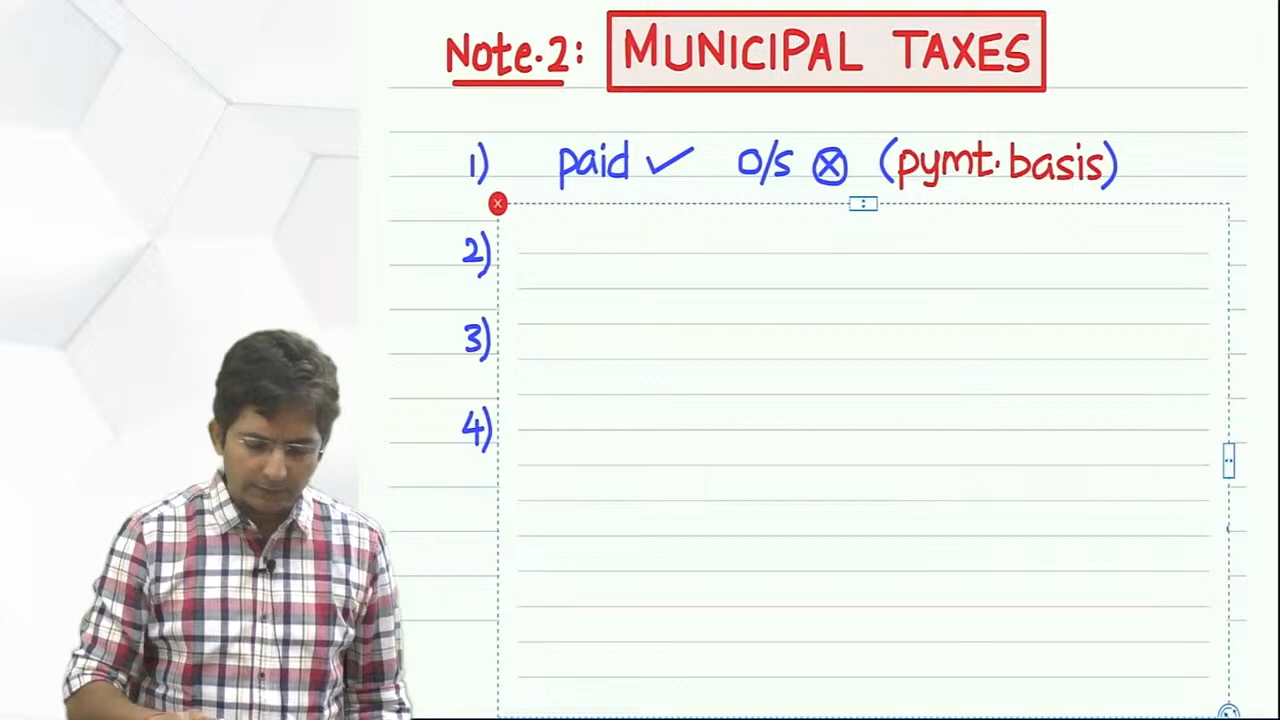 Note.2: MUNICIPAL TAXES
1) paid ✓ O/S ⊗ (pymt. basis)
2)
3)
4)